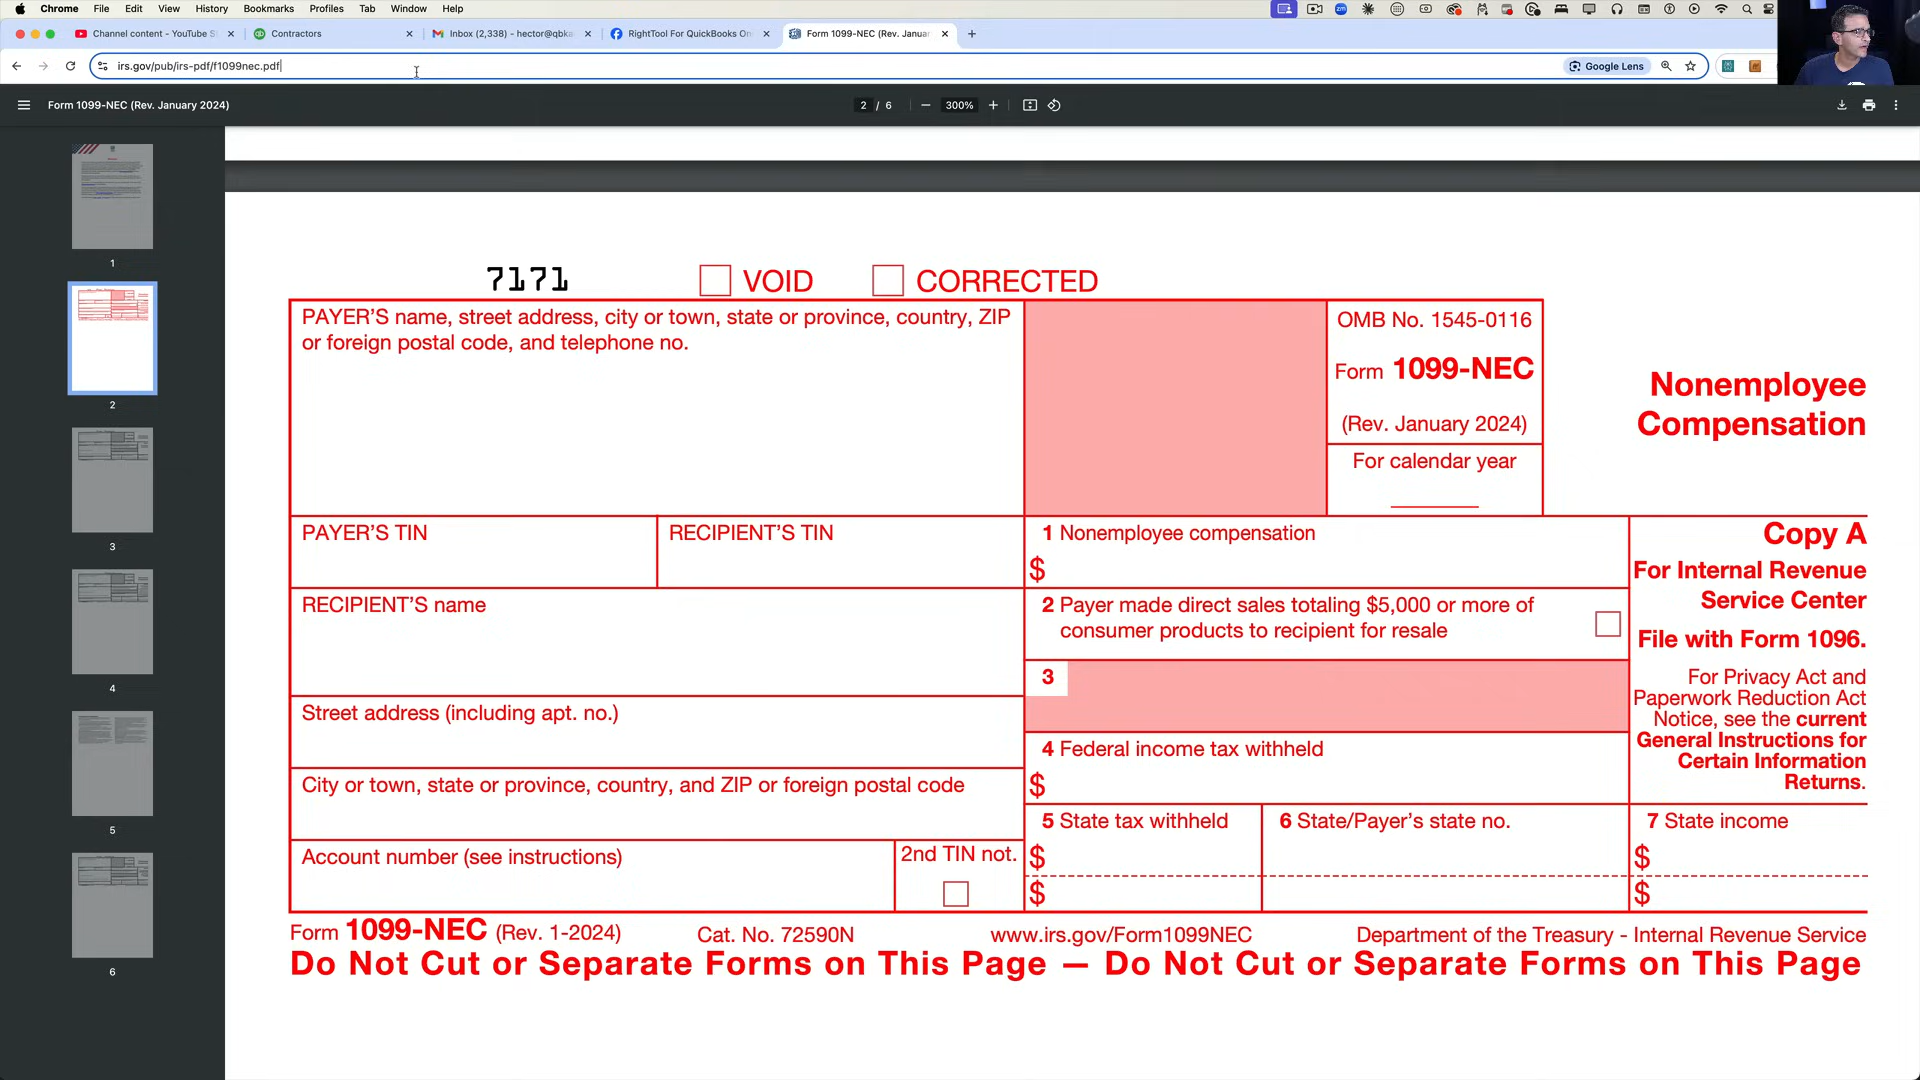 Chrome File Edit View History Bookmarks Profiles Tab Window Help
Channel content - YouTube S
Contractors
Inbox (2,338) - hector@qbka
RightTool For QuickBooks On
Form 1099-NEC (Rev. Januar
irs.gov/pub/irs-pdf/f1099nec.pdf
Google Lens
Form 1099-NEC (Rev. January 2024)
2 / 6
300%
1
2
3
4
5
6
7171
VOID
CORRECTED
PAYER'S name, street address, city or town, state or province, country, ZIP
or foreign postal code, and telephone no.
OMB No. 1545-0116
Form 1099-NEC
(Rev. January 2024)
For calendar year
Nonemployee
Compensation
PAYER'S TIN
RECIPIENT'S TIN
1 Nonemployee compensation
$
Copy A
For Internal Revenue
Service Center
File with Form 1096.
For Privacy Act and
Paperwork Reduction Act
Notice, see the current
General Instructions for
Certain Information
Returns.
RECIPIENT'S name
2 Payer made direct sales totaling $5,000 or more of
consumer products to recipient for resale
3
Street address (including apt. no.)
4 Federal income tax withheld
$
City or town, state or province, country, and ZIP or foreign postal code
5 State tax withheld
$
$
6 State/Payer's state no.
7 State income
$
$
Account number (see instructions)
2nd TIN not.
Form 1099-NEC (Rev. 1-2024)
Cat. No. 72590N
www.irs.gov/Form1099NEC
Department of the Treasury - Internal Revenue Service
Do Not Cut or Separate Forms on This Page — Do Not Cut or Separate Forms on This Page